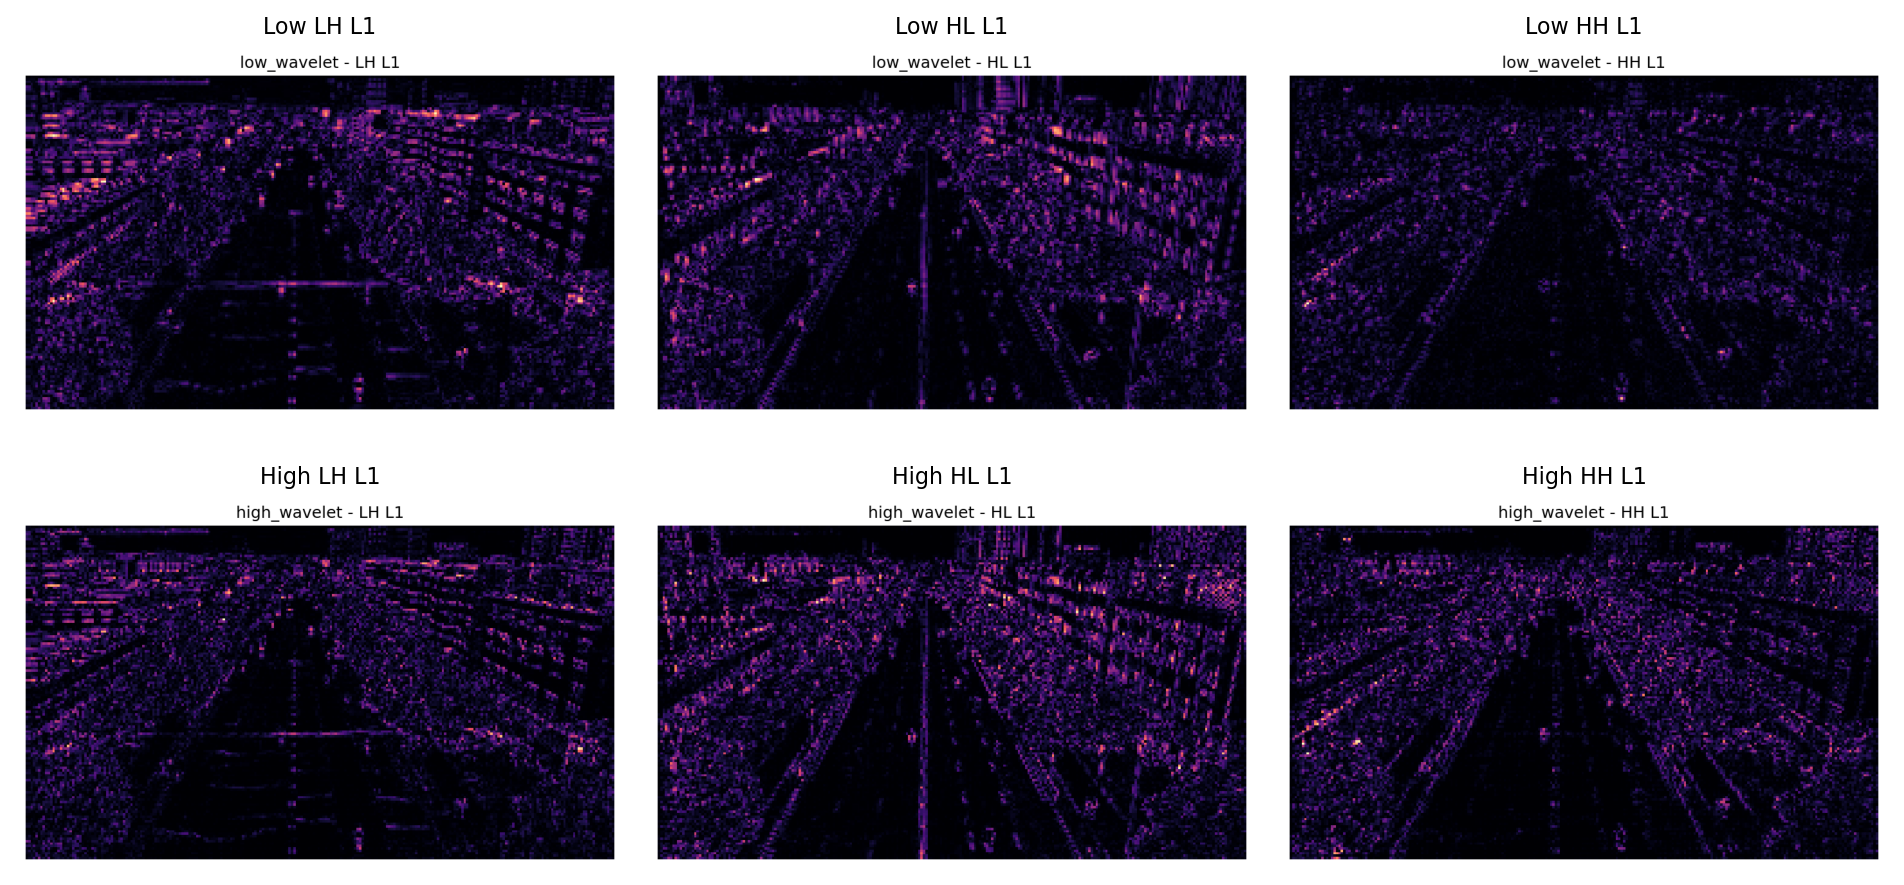 Low LH L1
Low HL L1
Low HH L1
low_wavelet - LH L1
low_wavelet - HL L1
low_wavelet - HH L1
High LH L1
High HL L1
High HH L1
high_wavelet - LH L1
high_wavelet - HL L1
high_wavelet - HH L1